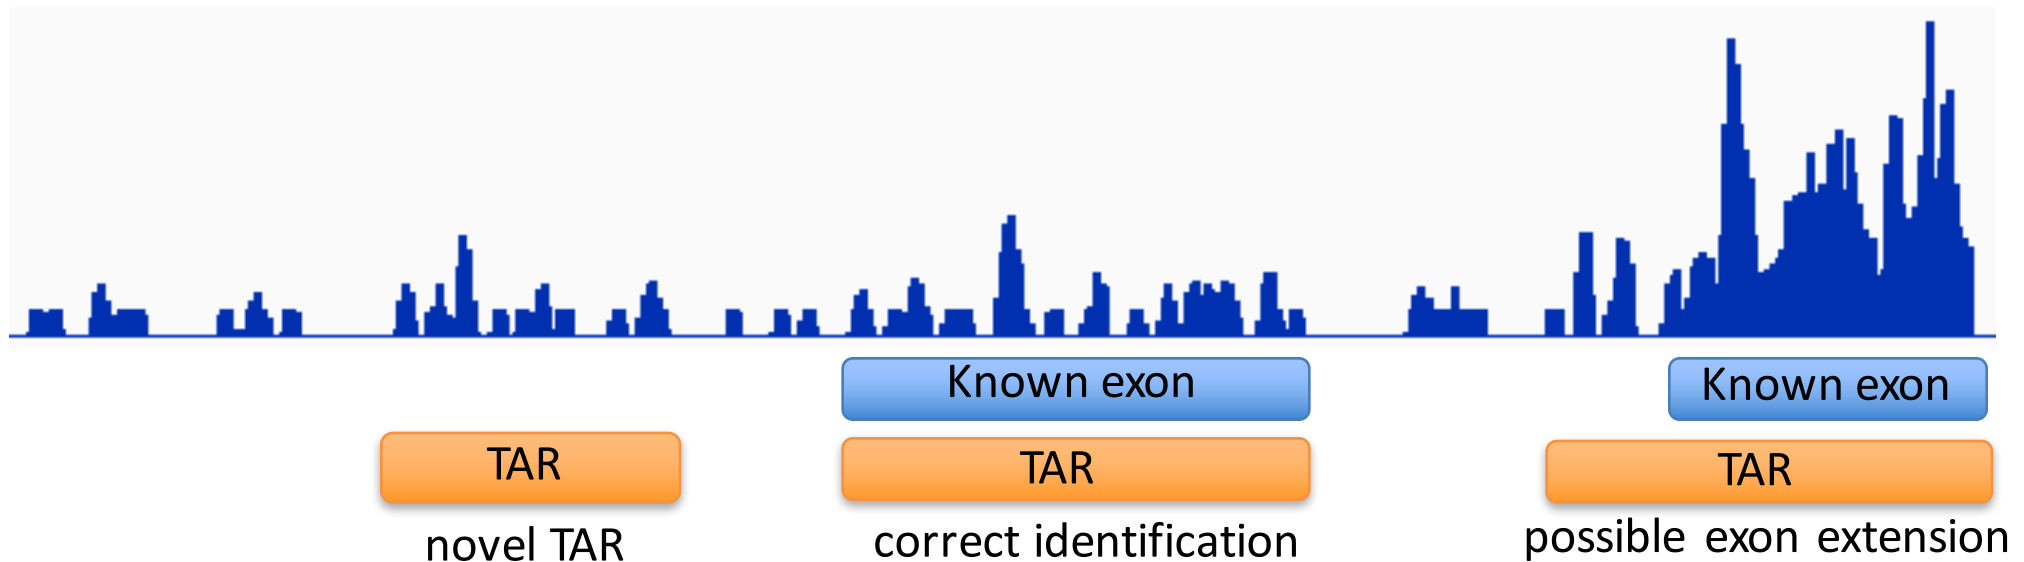 Known exon
Known exon
TAR
TAR
TAR
novel TAR
correct identification
possible exon extension